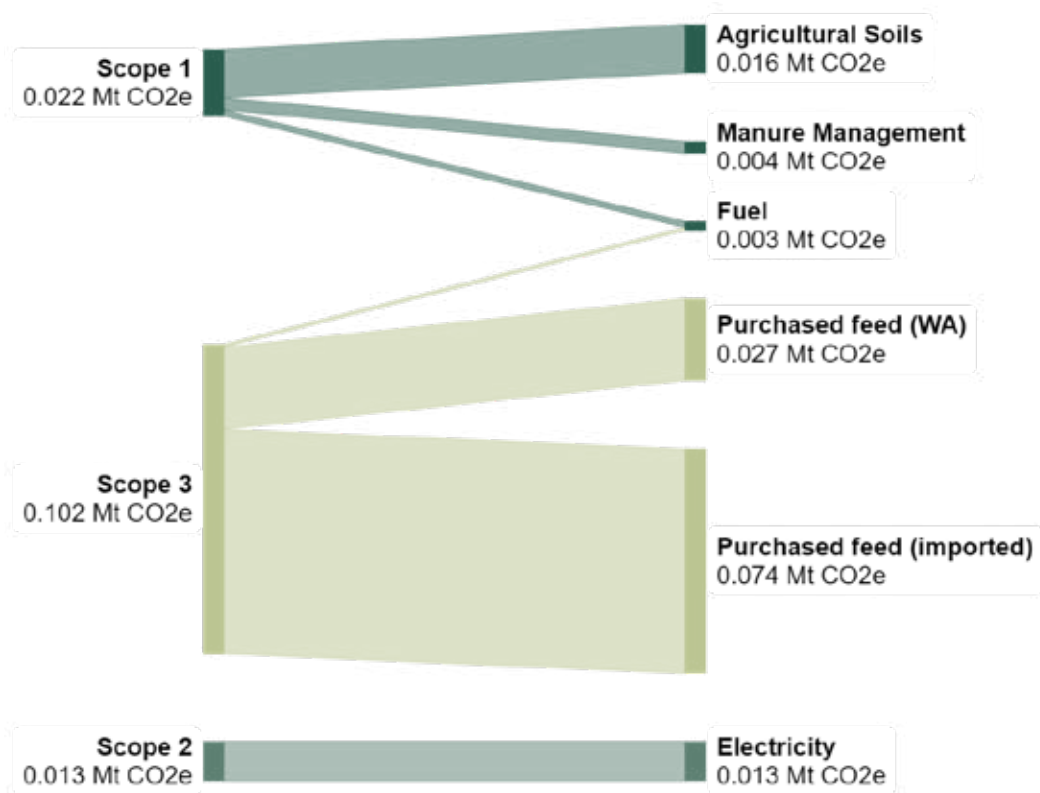 Scope 1
0.022 Mt CO2e
Agricultural Soils
0.016 Mt CO2e
Manure Management
0.004 Mt CO2e
Fuel
0.003 Mt CO2e
Purchased feed (WA)
0.027 Mt CO2e
Scope 3
0.102 Mt CO2e
Purchased feed (imported)
0.074 Mt CO2e
Scope 2
0.013 Mt CO2e
Electricity
0.013 Mt CO2e